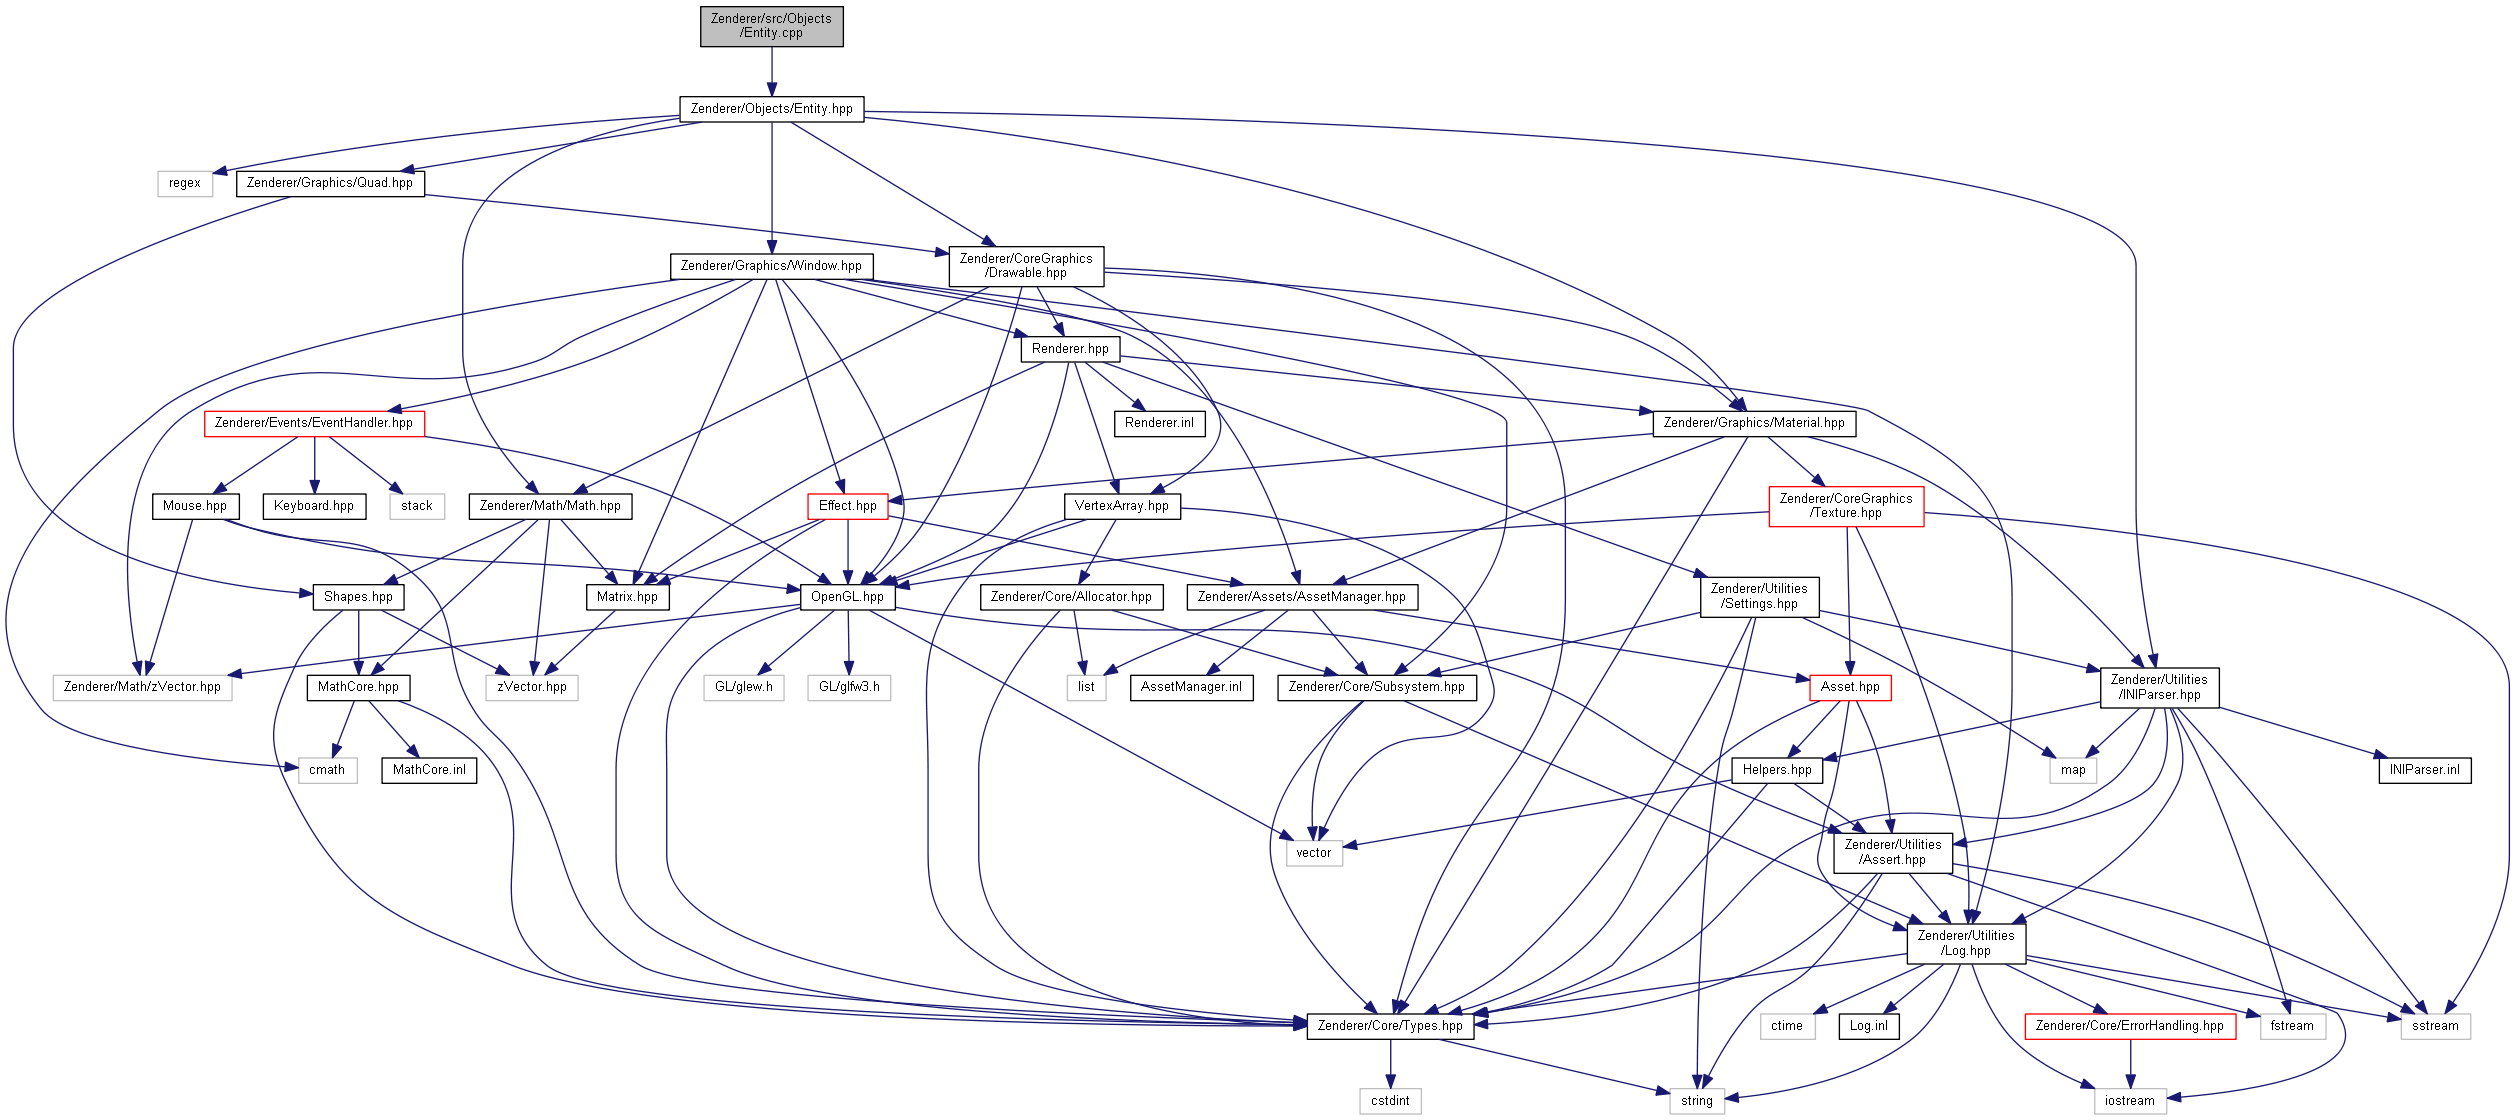 Zenderer/src/Objects
/Entity.cpp
Zenderer/Objects/Entity.hpp
regex
Zenderer/Graphics/Quad.hpp
Zenderer/Graphics/Window.hpp
Zenderer/CoreGraphics
/Drawable.hpp
Renderer.hpp
Zenderer/Events/EventHandler.hpp
Renderer.inl
Zenderer/Graphics/Material.hpp
Mouse.hpp
Keyboard.hpp
stack
Zenderer/Math/Math.hpp
Effect.hpp
VertexArray.hpp
Zenderer/CoreGraphics
/Texture.hpp
Shapes.hpp
Matrix.hpp
OpenGL.hpp
Zenderer/Core/Allocator.hpp
Zenderer/Assets/AssetManager.hpp
Zenderer/Utilities
/Settings.hpp
Zenderer/Math/zVector.hpp
MathCore.hpp
zVector.hpp
GL/glew.h
GL/glfw3.h
list
AssetManager.inl
Zenderer/Core/Subsystem.hpp
Asset.hpp
Zenderer/Utilities
/INIParser.hpp
cmath
MathCore.inl
Helpers.hpp
map
INIParser.inl
vector
Zenderer/Utilities
/Assert.hpp
Zenderer/Utilities
/Log.hpp
Zenderer/Core/Types.hpp
ctime
Log.inl
Zenderer/Core/ErrorHandling.hpp
fstream
sstream
cstdint
string
iostream